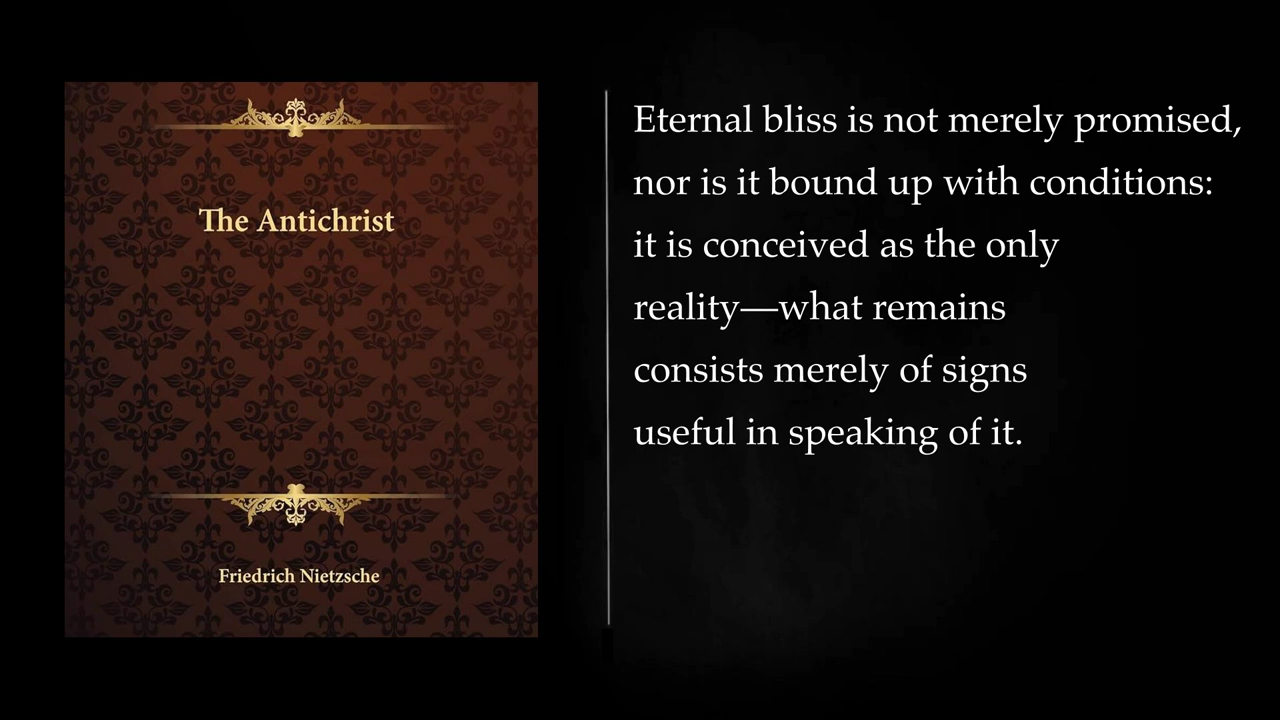 The Antichrist
Friedrich Nietzsche
Eternal bliss is not merely promised,
nor is it bound up with conditions:
it is conceived as the only
reality—what remains
consists merely of signs
useful in speaking of it.